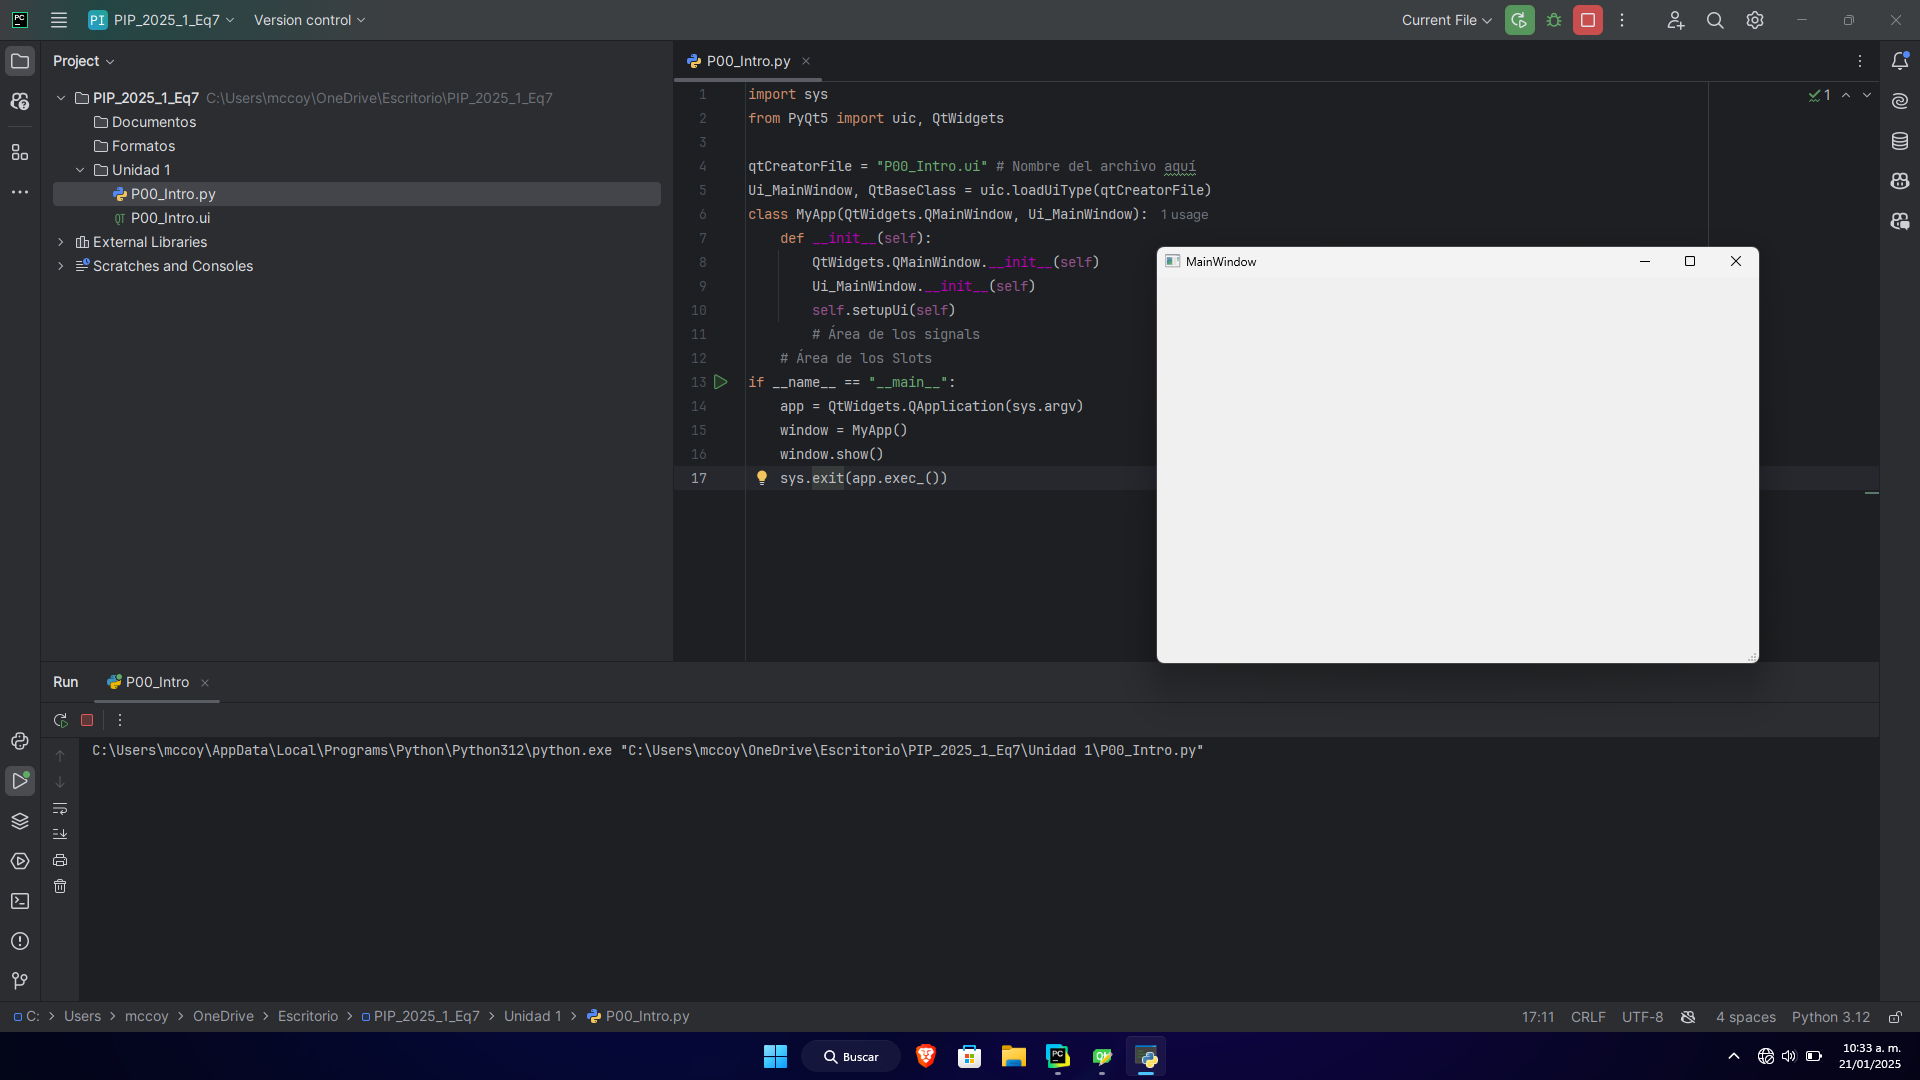 PC
PI PIP_2025_1_Eq7 Version control Current File
Project
PIP_2025_1_Eq7 C:\Users\mccoy\OneDrive\Escritorio\PIP_2025_1_Eq7
Documentos
Formatos
Unidad 1
P00_Intro.py
QT P00_Intro.ui
External Libraries
Scratches and Consoles
P00_Intro.py
1
1 import sys
2 from PyQt5 import uic, QtWidgets
3
4 qtCreatorFile = "P00_Intro.ui" # Nombre del archivo aquí
5 Ui_MainWindow, QtBaseClass = uic.loadUiType(qtCreatorFile)
6 class MyApp(QtWidgets.QMainWindow, Ui_MainWindow): 1 usage
7 def __init__(self):
8 QtWidgets.QMainWindow.__init__(self)
9 Ui_MainWindow.__init__(self)
10 self.setupUi(self)
11 # Área de los signals
12 # Área de los Slots
13 if __name__ == "__main__":
14 app = QtWidgets.QApplication(sys.argv)
15 window = MyApp()
16 window.show()
17 sys.exit(app.exec_())
MainWindow
Run P00_Intro
C:\Users\mccoy\AppData\Local\Programs\Python\Python312\python.exe "C:\Users\mccoy\OneDrive\Escritorio\PIP_2025_1_Eq7\Unidad 1\P00_Intro.py"
C: > Users > mccoy > OneDrive > Escritorio > PIP_2025_1_Eq7 > Unidad 1 > P00_Intro.py
17:11 CRLF UTF-8 4 spaces Python 3.12
Buscar
PC
10:33 a. m.
21/01/2025